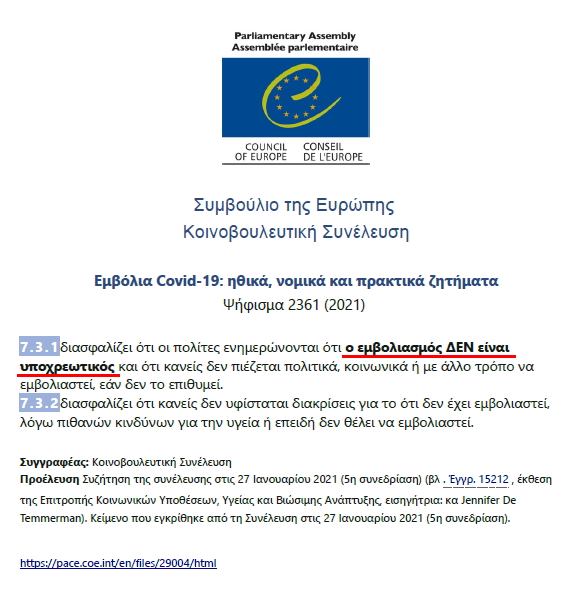 Parliamentary Assembly
Assemblée parlementaire
COUNCIL CONSEIL
OF EUROPE DE L'EUROPE
Συμβούλιο της Ευρώπης
Κοινοβουλευτική Συνέλευση
Εμβόλια Covid-19: ηθικά, νομικά και πρακτικά ζητήματα
Ψήφισμα 2361 (2021)
7.3.1 διασφαλίζει ότι οι πολίτες ενημερώνονται ότι ο εμβολιασμός ΔΕΝ είναι
υποχρεωτικός και ότι κανείς δεν πιέζεται πολιτικά, κοινωνικά ή με άλλο τρόπο να
εμβολιαστεί, εάν δεν το επιθυμεί.
7.3.2 διασφαλίζει ότι κανείς δεν υφίσταται διακρίσεις για το ότι δεν έχει εμβολιαστεί,
λόγω πιθανών κινδύνων για την υγεία ή επειδή δεν θέλει να εμβολιαστεί.
Συγγραφέας: Κοινοβουλευτική Συνέλευση
Προέλευση Συζήτηση της συνέλευσης στις 27 Ιανουαρίου 2021 (5η συνεδρίαση) (βλ . Έγγρ. 15212 , έκθεση
της Επιτροπής Κοινωνικών Υποθέσεων, Υγείας και Βιώσιμης Ανάπτυξης, εισηγήτρια: κα Jennifer De
Temmerman). Κείμενο που εγκρίθηκε από τη Συνέλευση στις 27 Ιανουαρίου 2021 (5η συνεδρίαση).
https://pace.coe.int/en/files/29004/html